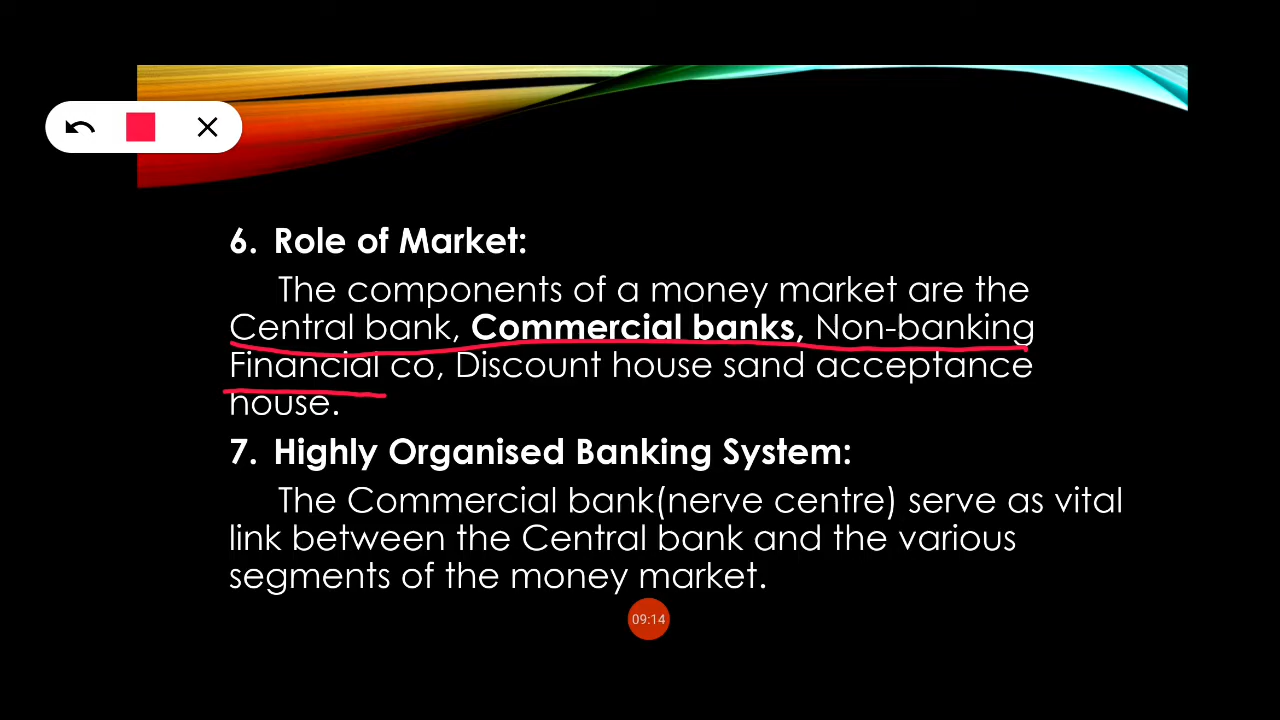 6. Role of Market:
The components of a money market are the
Central bank, Commercial banks, Non-banking
Financial co, Discount house sand acceptance
house.
7. Highly Organised Banking System:
The Commercial bank(nerve centre) serve as vital
link between the Central bank and the various
segments of the money market.
09:14